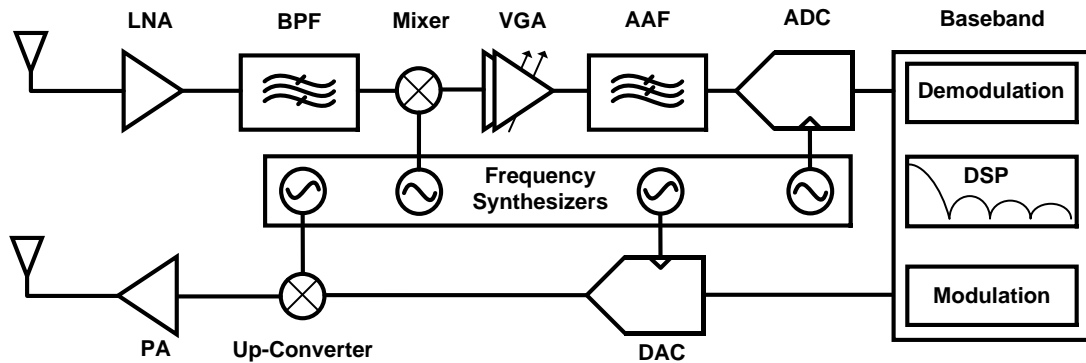 LNA
BPF
Mixer
VGA
AAF
ADC
Baseband
Demodulation
Frequency
Synthesizers
DSP
Modulation
PA
Up-Converter
DAC